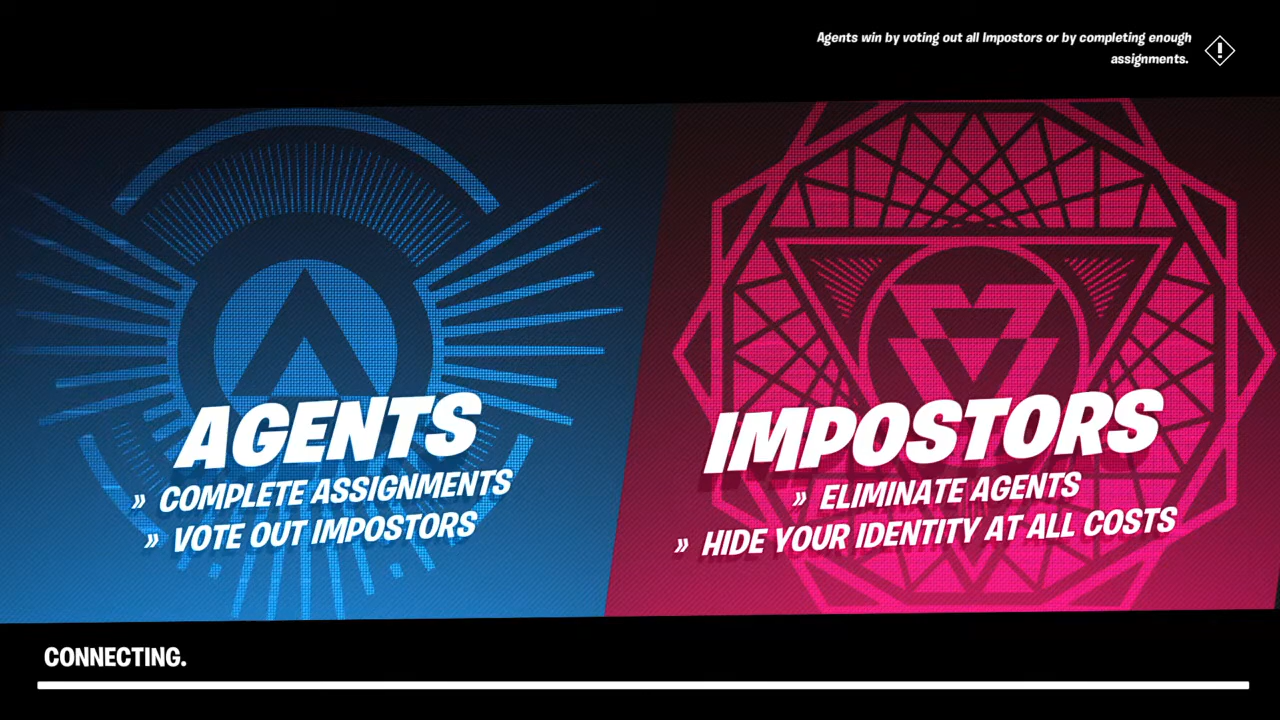 Agents win by voting out all Impostors or by completing enough
assignments.
AGENTS
» COMPLETE ASSIGNMENTS
» VOTE OUT IMPOSTORS
IMPOSTORS
» ELIMINATE AGENTS
» HIDE YOUR IDENTITY AT ALL COSTS
CONNECTING.